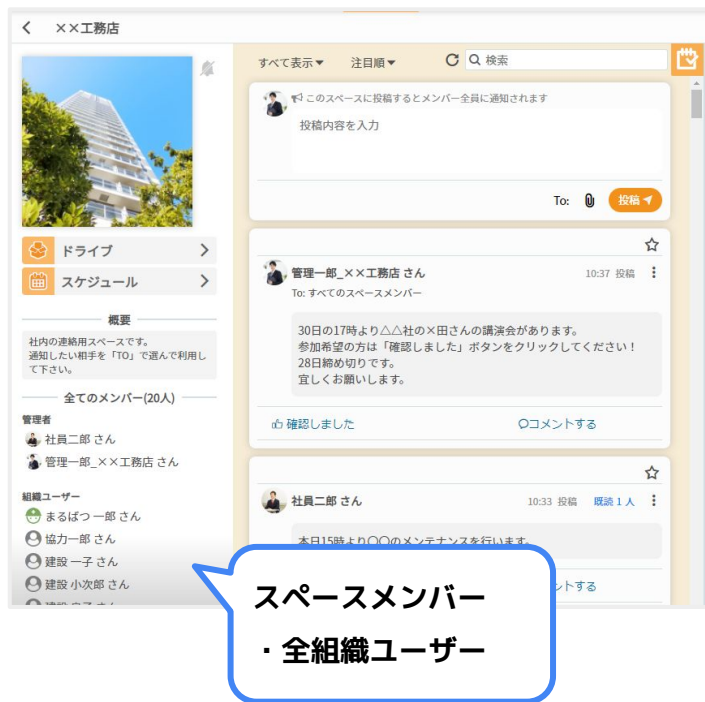 ××工務店
すべて表示▼ 注目順▼ 検索
このスペースに投稿するとメンバー全員に通知されます
投稿内容を入力
To: 投稿
ドライブ
スケジュール
概要
社内の連絡用スペースです。
通知したい相手を「TO」で選んで利用し
て下さい。
全てのメンバー(20人)
管理者
社員二郎 さん
管理一郎_××工務店 さん
組織ユーザー
まるばつ 一郎 さん
協力一郎 さん
建設 一子 さん
建設 小次郎 さん
管理一郎_××工務店 さん 10:37 投稿
To: すべてのスペースメンバー
30日の17時より△△社の×田さんの講演会があります。
参加希望の方は「確認しました」ボタンをクリックしてください！
28日締め切りです。
宜しくお願いします。
確認しました コメントする
社員二郎 さん 10:33 投稿 既読 1 人
本日15時より〇〇のメンテナンスを行います。
ントする
スペースメンバー
・全組織ユーザー